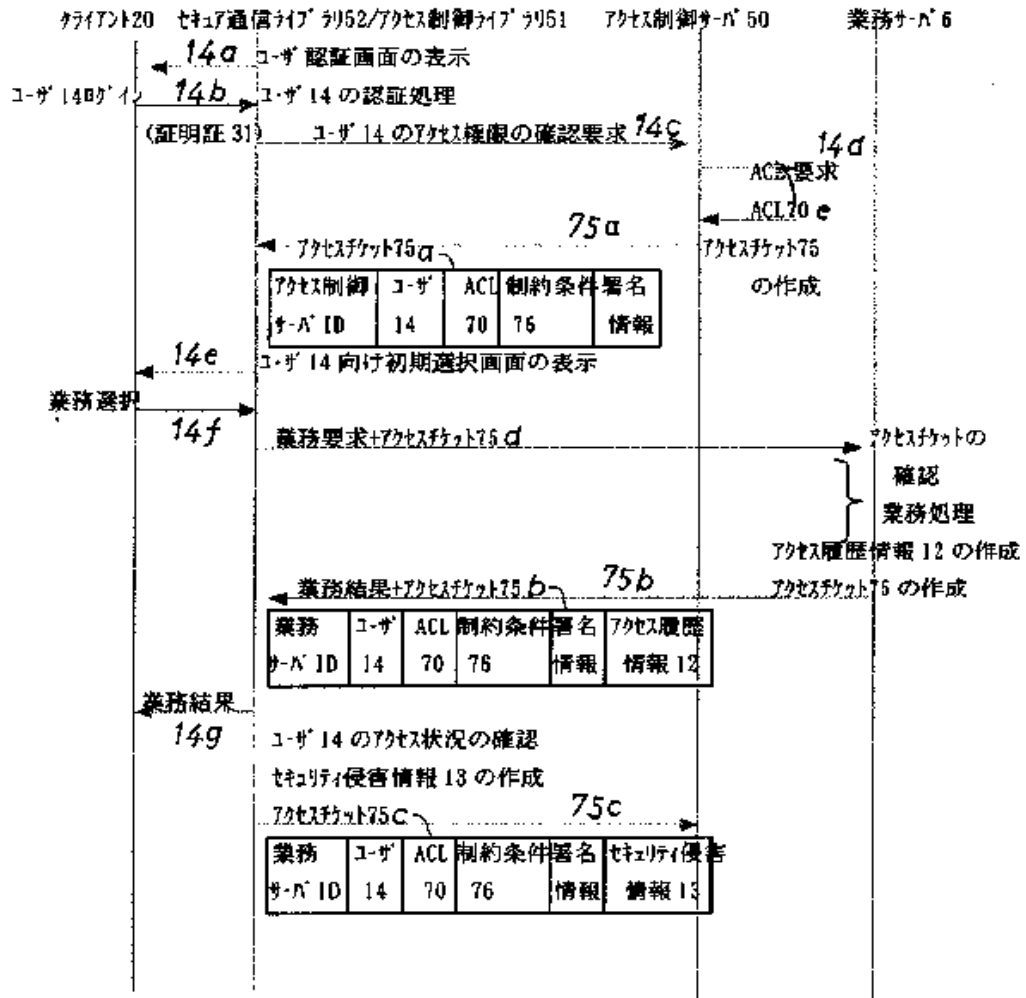 クライアント20 セキュア通信ライブラリ52/アクセス制御ライブラリ51 アクセス制御サーバ50 業務サーバ6
14a ユーザ認証画面の表示
ユーザ14ログイン 14b ユーザ14の認証処理
(証明証31) ユーザ14のアクセス権限の確認要求 14c
14d
AC 要求
ACL70 e
75a
アクセスチケット75a アクセスチケット75
の作成
アクセス制御 ユーザ ACL 制約条件 署名
サーバID 14 70 76 情報
14e ユーザ14向け初期選択画面の表示
業務選択
14f 業務要求+アクセスチケット75d アクセスチケットの
確認
業務処理
アクセス履歴情報12の作成
業務結果+アクセスチケット75b 75b アクセスチケット75の作成
業務 ユーザ ACL 制約条件 署名 アクセス履歴
サーバID 14 70 76 情報 情報12
業務結果
14g ユーザ14のアクセス状況の確認
セキュリティ侵害情報13の作成
アクセスチケット75c 75c
業務 ユーザ ACL 制約条件 署名 セキュリティ侵害
サーバID 14 70 76 情報 情報13